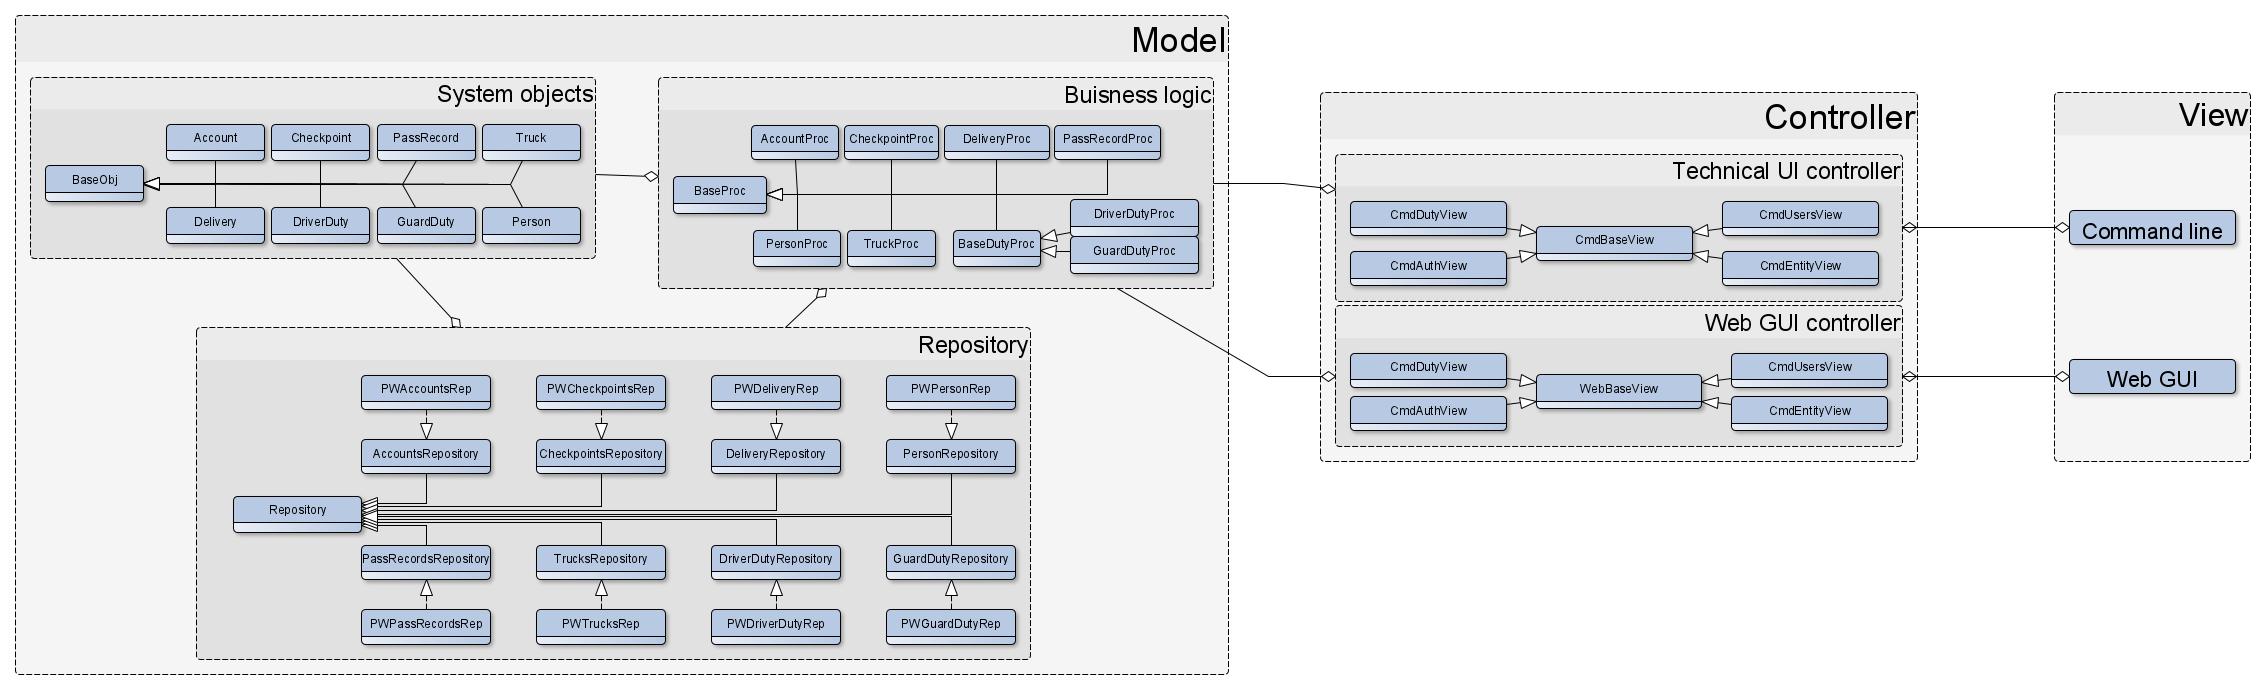 Model
System objects
Account
Checkpoint
PassRecord
Truck
BaseObj
Delivery
DriverDuty
GuardDuty
Person
Buisness logic
AccountProc
CheckpointProc
DeliveryProc
PassRecordProc
BaseProc
DriverDutyProc
PersonProc
TruckProc
BaseDutyProc
GuardDutyProc
Repository
PWAccountsRep
PWCheckpointsRep
PWDeliveryRep
PWPersonRep
AccountsRepository
CheckpointsRepository
DeliveryRepository
PersonRepository
Repository
PassRecordsRepository
TrucksRepository
DriverDutyRepository
GuardDutyRepository
PWPassRecordsRep
PWTrucksRep
PWDriverDutyRep
PWGuardDutyRep
Controller
Technical UI controller
CmdDutyView
CmdUsersView
CmdBaseView
CmdAuthView
CmdEntityView
Web GUI controller
CmdDutyView
CmdUsersView
WebBaseView
CmdAuthView
CmdEntityView
View
Command line
Web GUI